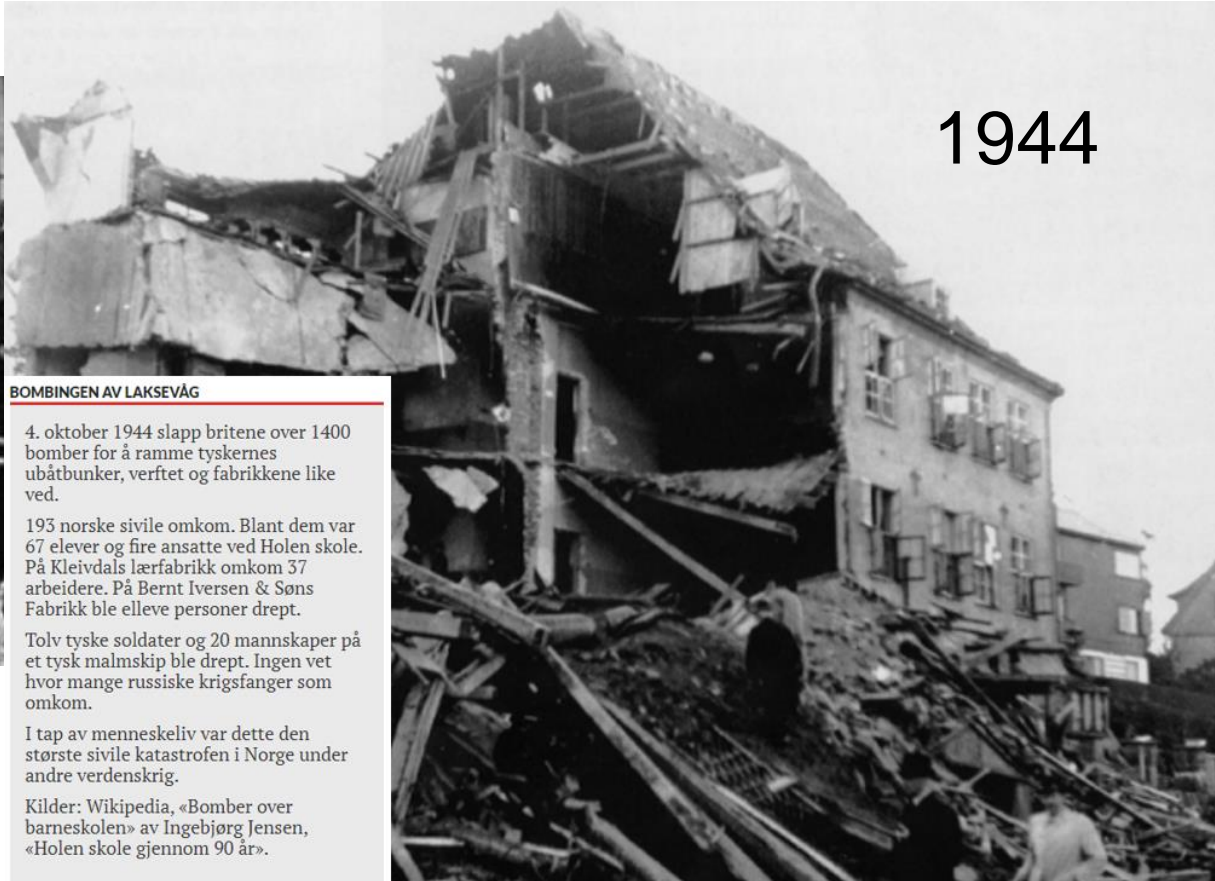 1944
BOMBINGEN AV LAKSEVÅG
4. oktober 1944 slapp britene over 1400
bomber for å ramme tyskernes
ubåtbunker, verftet og fabrikkene like
ved.
193 norske sivile omkom. Blant dem var
67 elever og fire ansatte ved Holen skole.
På Kleivdals lærfabrikk omkom 37
arbeidere. På Bernt Iversen & Søns
Fabrikk ble elleve personer drept.
Tolv tyske soldater og 20 mannskaper på
et tysk malmskip ble drept. Ingen vet
hvor mange russiske krigsfanger som
omkom.
I tap av menneskeliv var dette den
største sivile katastrofen i Norge under
andre verdenskrig.
Kilder: Wikipedia, «Bomber over
barneskolen» av Ingebjørg Jensen,
«Holen skole gjennom 90 år».